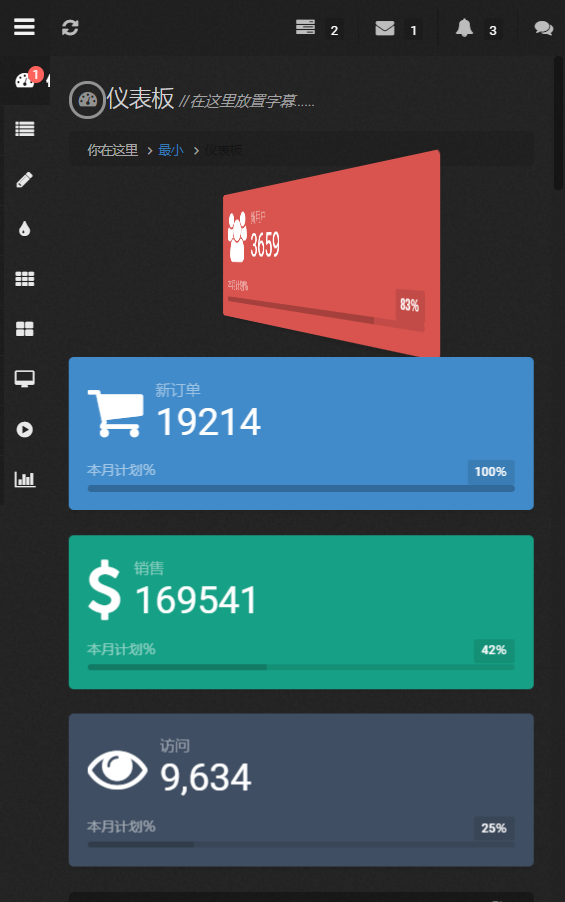 2
1
3
1
仪表板 //在这里放置字幕......
你在这里 > 最小 > 仪表板
新用户
3659
本月计划%
83%
新订单
19214
本月计划%
100%
销售
169541
本月计划%
42%
访问
9,634
本月计划%
25%